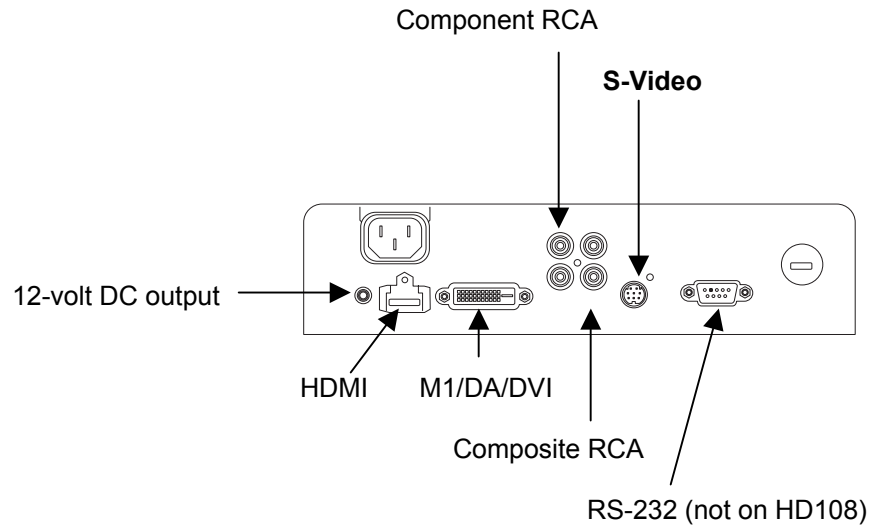 Component RCA
S-Video
12-volt DC output
HDMI
M1/DA/DVI
Composite RCA
RS-232 (not on HD108)